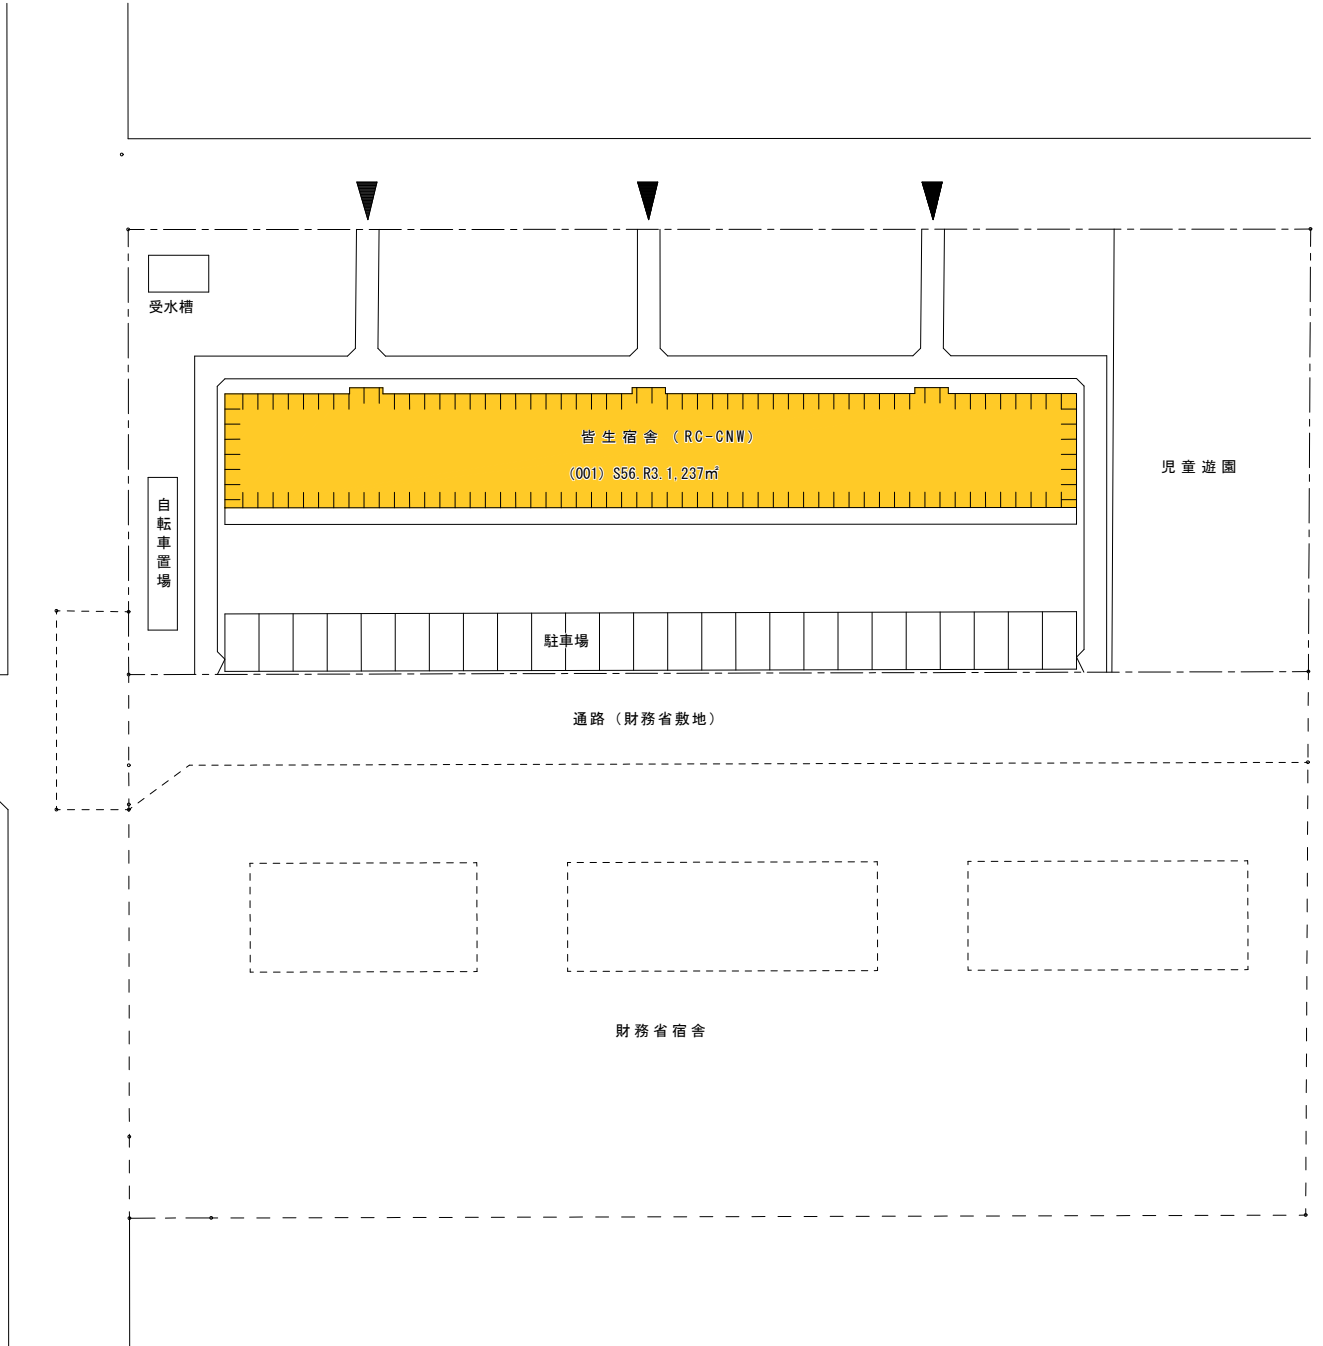 受水槽
皆生宿舎（RC-CNW）
(001) S56.R3.1,237㎡
児童遊園
自転車置場
駐車場
通路（財務省敷地）
財務省宿舎